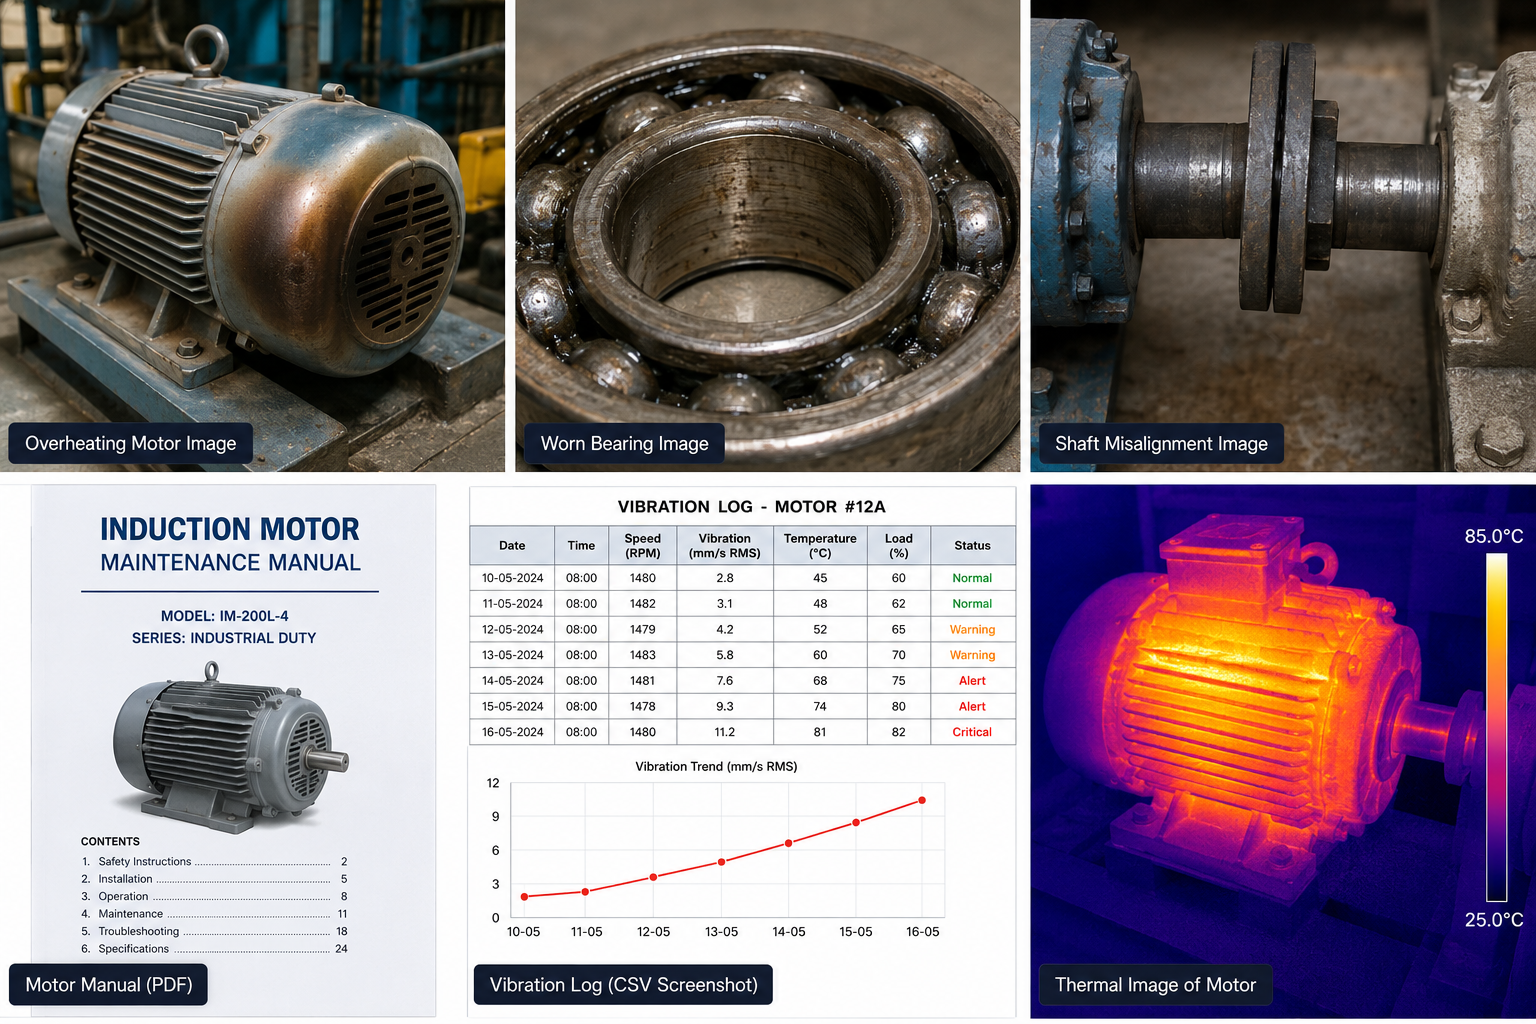 Overheating Motor Image
Worn Bearing Image
Shaft Misalignment Image
INDUCTION MOTOR
MAINTENANCE MANUAL
MODEL: IM-200L-4
SERIES: INDUSTRIAL DUTY
CONTENTS
1. Safety Instructions 2
2. Installation 5
3. Operation 8
4. Maintenance 11
5. Troubleshooting 18
6. Specifications 24
Motor Manual (PDF)
VIBRATION LOG - MOTOR #12A
Date Time Speed (RPM) Vibration (mm/s RMS) Temperature (°C) Load (%) Status
10-05-2024 08:00 1480 2.8 45 60 Normal
11-05-2024 08:00 1482 3.1 48 62 Normal
12-05-2024 08:00 1479 4.2 52 65 Warning
13-05-2024 08:00 1483 5.8 60 70 Warning
14-05-2024 08:00 1481 7.6 68 75 Alert
15-05-2024 08:00 1478 9.3 74 80 Alert
16-05-2024 08:00 1480 11.2 81 82 Critical
Vibration Trend (mm/s RMS)
12
9
6
3
0
10-05 11-05 12-05 13-05 14-05 15-05 16-05
Vibration Log (CSV Screenshot)
85.0°C
25.0°C
Thermal Image of Motor